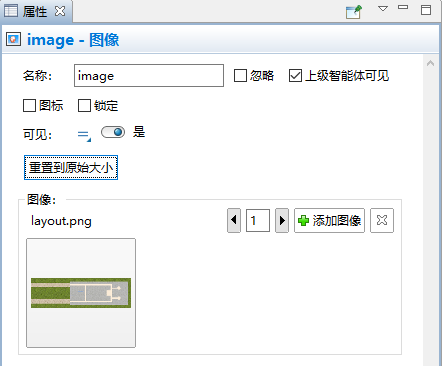 属性
image - 图像
名称： image 忽略 上级智能体可见
图标 锁定
可见： = 是
重置到原始大小
图像：
layout.png 1 添加图像